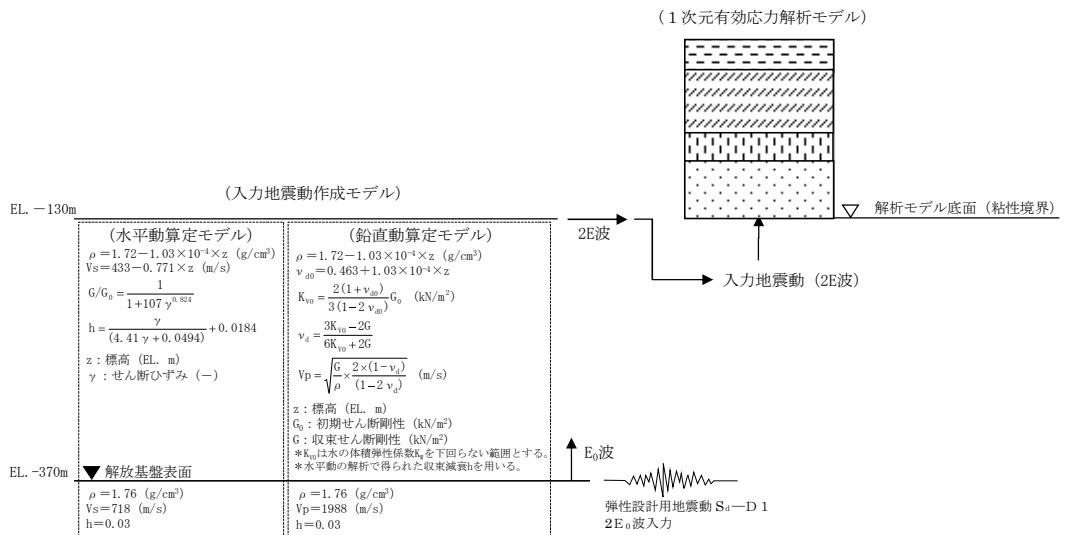 (1次元有効応力解析モデル)
(入力地震動作成モデル)
EL. －130m
解析モデル底面(粘性境界)
2E波
入力地震動(2E波)
(水平動算定モデル)
ρ＝1.72－1.03×10⁻⁴×z (g/cm³)
Vs＝433－0.771×z (m/s)
G/G₀＝1/(1+107 γ^0.824)
h＝γ/(4.41 γ+0.0494)+0.0184
z：標高 (EL. m)
γ：せん断ひずみ (－)
(鉛直動算定モデル)
ρ＝1.72－1.03×10⁻⁴×z (g/cm³)
ν_d0＝0.463+1.03×10⁻⁴×z
K_V0＝2(1+ν_d0)/3(1-2 ν_d0) G₀ (kN/m²)
ν_d＝(3K_V0－2G)/(6K_V0+2G)
Vp＝√(G/ρ×2×(1－ν_d)/(1－2 ν_d)) (m/s)
z：標高 (EL. m)
G₀：初期せん断剛性 (kN/m²)
G：収束せん断剛性 (kN/m²)
＊K_V0は水の体積弾性係数K_wを下回らない範囲とする。
＊水平動の解析で得られた収束減衰hを用いる。
E₀波
EL. -370m
解放基盤表面
ρ＝1.76 (g/cm³)
Vs＝718 (m/s)
h＝0.03
ρ＝1.76 (g/cm³)
Vp＝1988 (m/s)
h＝0.03
弾性設計用地震動 S_d－D1
2E₀波入力